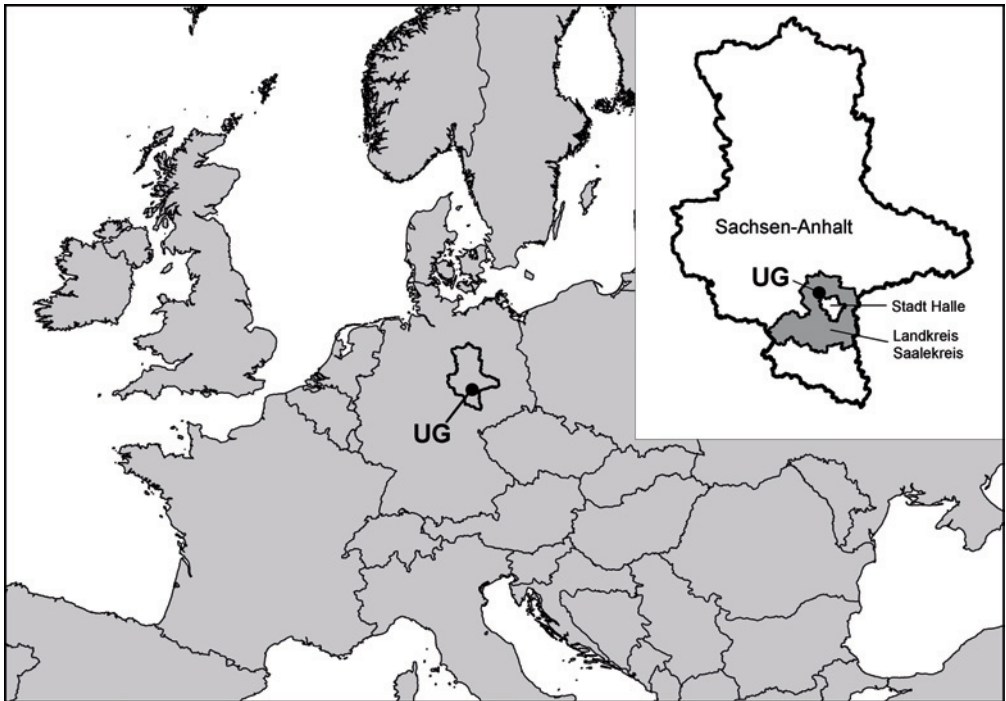 UG
Sachsen-Anhalt
UG
Stadt Halle
Landkreis
Saalekreis